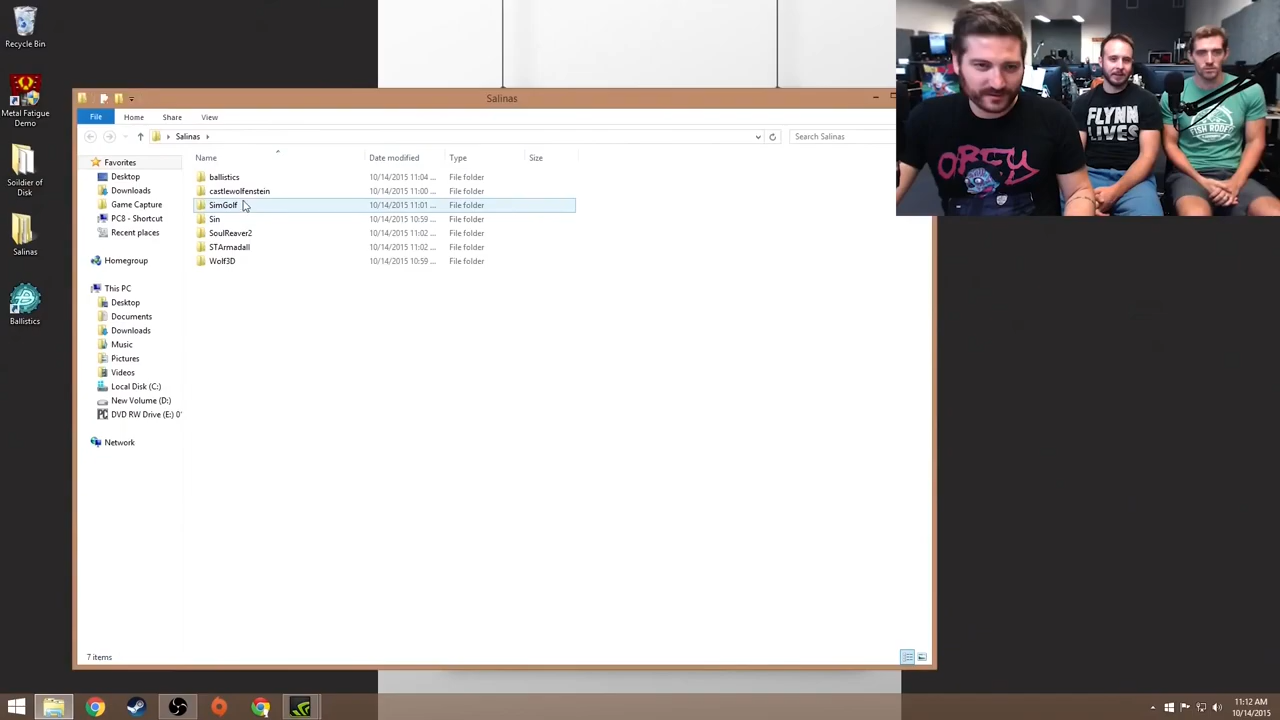 Recycle Bin
Metal Fatigue
Demo
Soldier of
Disk
Salinas
Ballistics
Salinas
File Home Share View
Salinas
Search Salinas
Name Date modified Type Size
ballistics 10/14/2015 11:04 ... File folder
castlewolfenstein 10/14/2015 11:00 ... File folder
SimGolf 10/14/2015 11:01 ... File folder
Sin 10/14/2015 10:59 ... File folder
SoulReaver2 10/14/2015 11:02 ... File folder
STArmadaII 10/14/2015 11:02 ... File folder
Wolf3D 10/14/2015 10:59 ... File folder
Favorites
Desktop
Downloads
Game Capture
PC8 - Shortcut
Recent places
Homegroup
This PC
Desktop
Documents
Downloads
Music
Pictures
Videos
Local Disk (C:)
New Volume (D:)
DVD RW Drive (E:) 0
Network
7 items
OBEY
FLYNN
LIVES
FISH
11:12 AM
10/14/2015